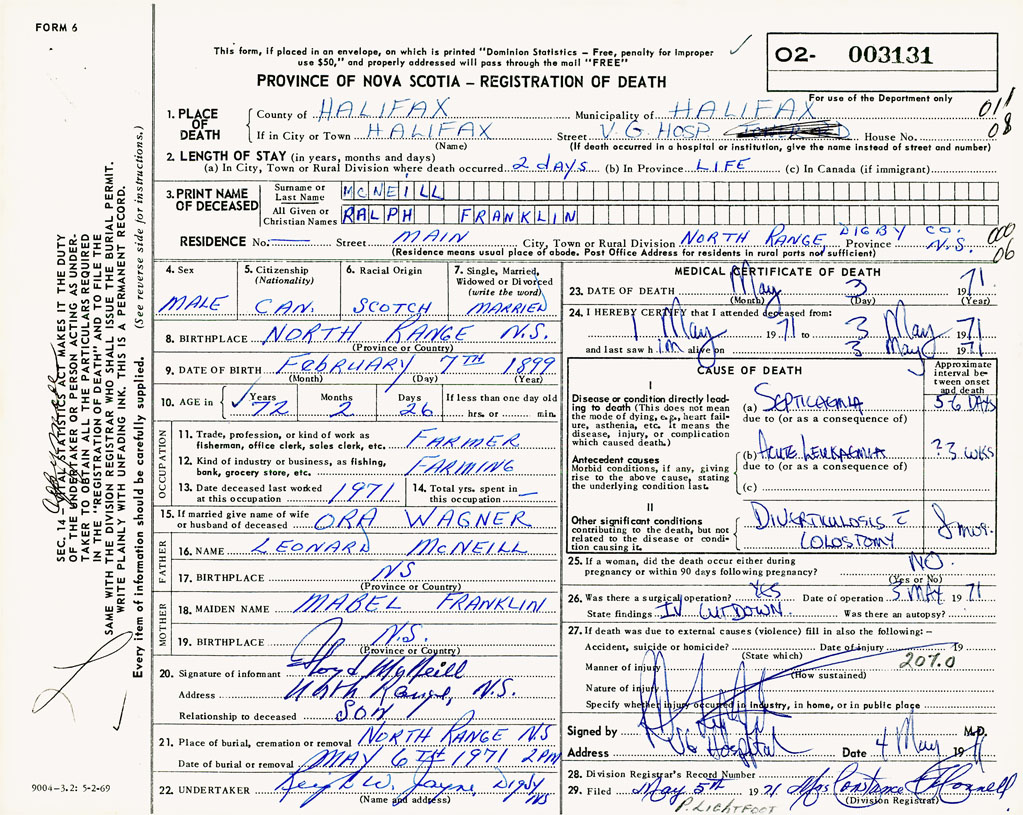 FORM 6
This form, if placed in an envelope, on which is printed "Dominion Statistics – Free, penalty for improper
use $50," and properly addressed will pass through the mail "FREE"
O2- 003131
PROVINCE OF NOVA SCOTIA – REGISTRATION OF DEATH
For use of the Department only
011
08
1. PLACE OF DEATH
County of HALIFAX Municipality of HALIFAX
If in City or Town HALIFAX Street V.G. HOSP House No.
(Name) (If death occurred in a hospital or institution, give the name instead of street and number)
2. LENGTH OF STAY (in years, months and days)
(a) In City, Town or Rural Division where death occurred 2 days (b) In Province LIFE (c) In Canada (if immigrant)
3. PRINT NAME OF DECEASED
Surname or Last Name MCNEILL
All Given or Christian Names RALPH FRANKLIN
RESIDENCE No. — Street MAIN City, Town or Rural Division NORTH RANGE, DIGBY CO. Province N.S.
(Residence means usual place of abode. Post Office Address for residents in rural parts not sufficient)
000
06
4. Sex MALE
5. Citizenship (Nationality) CAN.
6. Racial Origin SCOTCH
7. Single, Married, Widowed or Divorced (write the word) MARRIED
8. BIRTHPLACE NORTH RANGE N.S.
(Province or Country)
9. DATE OF BIRTH FEBRUARY 7TH 1899
(Month) (Day) (Year)
10. AGE in Years 72 Months 2 Days 26 If less than one day old hrs. or min.
OCCUPATION
11. Trade, profession, or kind of work as
fisherman, office clerk, sales clerk, etc. FARMER
12. Kind of industry or business, as fishing,
bank, grocery store, etc. FARMING
13. Date deceased last worked at this occupation 1971
14. Total yrs. spent in this occupation —
15. If married give name of wife
or husband of deceased ORA WAGNER
FATHER
16. NAME LEONARD MCNEILL
17. BIRTHPLACE NS
(Province or Country)
MOTHER
18. MAIDEN NAME MABEL FRANKLIN
19. BIRTHPLACE N.S.
(Province or Country)
20. Signature of informant Floyd McNeill
Address North Range, N.S.
Relationship to deceased SON
21. Place of burial, cremation or removal NORTH RANGE NS
Date of burial or removal MAY 6TH 1971 2PM
22. UNDERTAKER W. Jayne, Digby NS
(Name and address)
MEDICAL CERTIFICATE OF DEATH
23. DATE OF DEATH May 3 1971
(Month) (Day) (Year)
24. I HEREBY CERTIFY that I attended deceased from:
1 May 1971 to 3 May 1971
and last saw him alive on 3 May 1971
CAUSE OF DEATH
Approximate interval between onset and death
I
Disease or condition directly leading to death (This does not mean
the mode of dying, e.g., heart failure, asthenia, etc. It means the
disease, injury, or complication which caused death.)
(a) SEPTICAEMIA 5-6 DAYS
due to (or as a consequence of)
Antecedent causes
Morbid conditions, if any, giving rise to the above cause, stating
the underlying condition last.
(b) ACUTE LEUKAEMIA ? 3 WKS
due to (or as a consequence of)
(c)
II
Other significant conditions
contributing to the death, but not related to the disease or condition causing it.
DIVERTICULOSIS c̄ COLOSTOMY 8 mos.
25. If a woman, did the death occur either during
pregnancy or within 90 days following pregnancy? NO.
(Yes or No)
26. Was there a surgical operation? YES Date of operation 3 MAY 1971
State findings IV CUTDOWN Was there an autopsy?
27. If death was due to external causes (violence) fill in also the following: –
Accident, suicide or homicide? Date of injury 19
(State which)
207.0
Manner of injury
(How sustained)
Nature of injury
Specify whether injury occurred in Industry, in home, or in public place
Signed by M.D.
Address VG Hospital Date 4 May 1971
28. Division Registrar's Record Number
29. Filed May 5th 1971 Mrs Constance O'Connell
(Division Registrar)
P. LIGHTFOOT
SEC. 14 – VITAL STATISTICS ACT MAKES IT THE DUTY
OF THE UNDERTAKER OR PERSON ACTING AS UNDER-
TAKER TO OBTAIN ALL THE PARTICULARS REQUIRED
IN THE "REGISTRATION OF DEATH" AND TO FILE THE
SAME WITH THE DIVISION REGISTRAR WHO SHALL ISSUE THE BURIAL PERMIT.
WRITE PLAINLY WITH UNFADING INK. THIS IS A PERMANENT RECORD.
Every item of information should be carefully supplied. (See reverse side for instructions.)
9004-3.2: 5-2-69